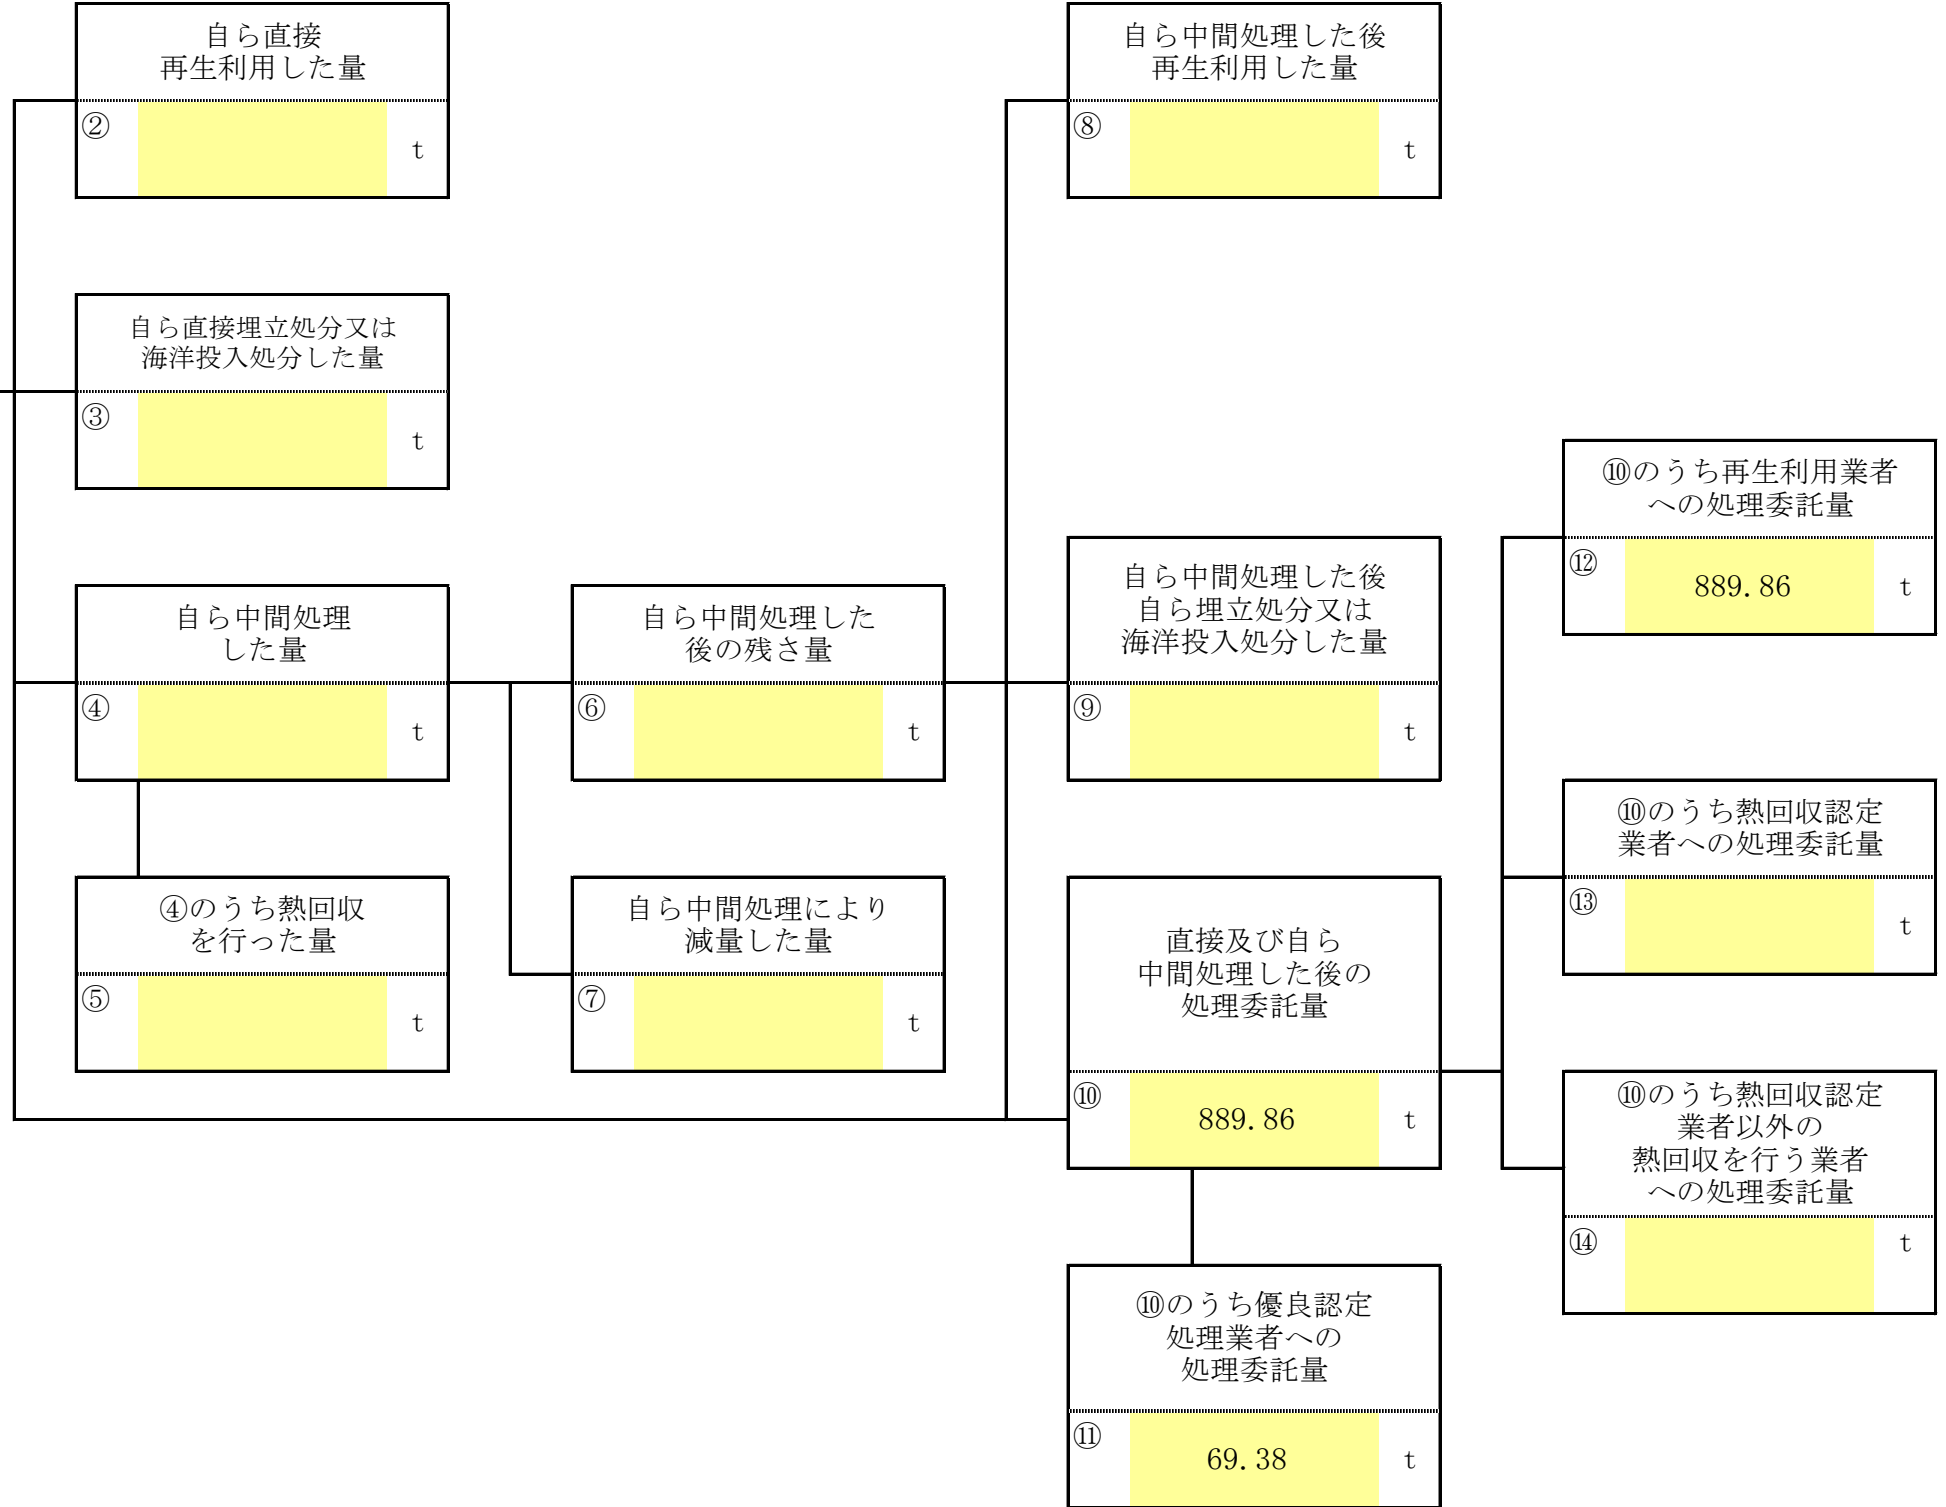 自ら直接
再生利用した量
②
t
自ら中間処理した後
再生利用した量
⑧
t
自ら直接埋立処分又は
海洋投入処分した量
③
t
⑩のうち再生利用業者
への処理委託量
⑫
889.86
t
自ら中間処理
した量
④
t
自ら中間処理した
後の残さ量
⑥
t
自ら中間処理した後
自ら埋立処分又は
海洋投入処分した量
⑨
t
⑩のうち熱回収認定
業者への処理委託量
⑬
t
④のうち熱回収
を行った量
⑤
t
自ら中間処理により
減量した量
⑦
t
直接及び自ら
中間処理した後の
処理委託量
⑩
889.86
t
⑩のうち熱回収認定
業者以外の
熱回収を行う業者
への処理委託量
⑭
t
⑩のうち優良認定
処理業者への
処理委託量
⑪
69.38
t